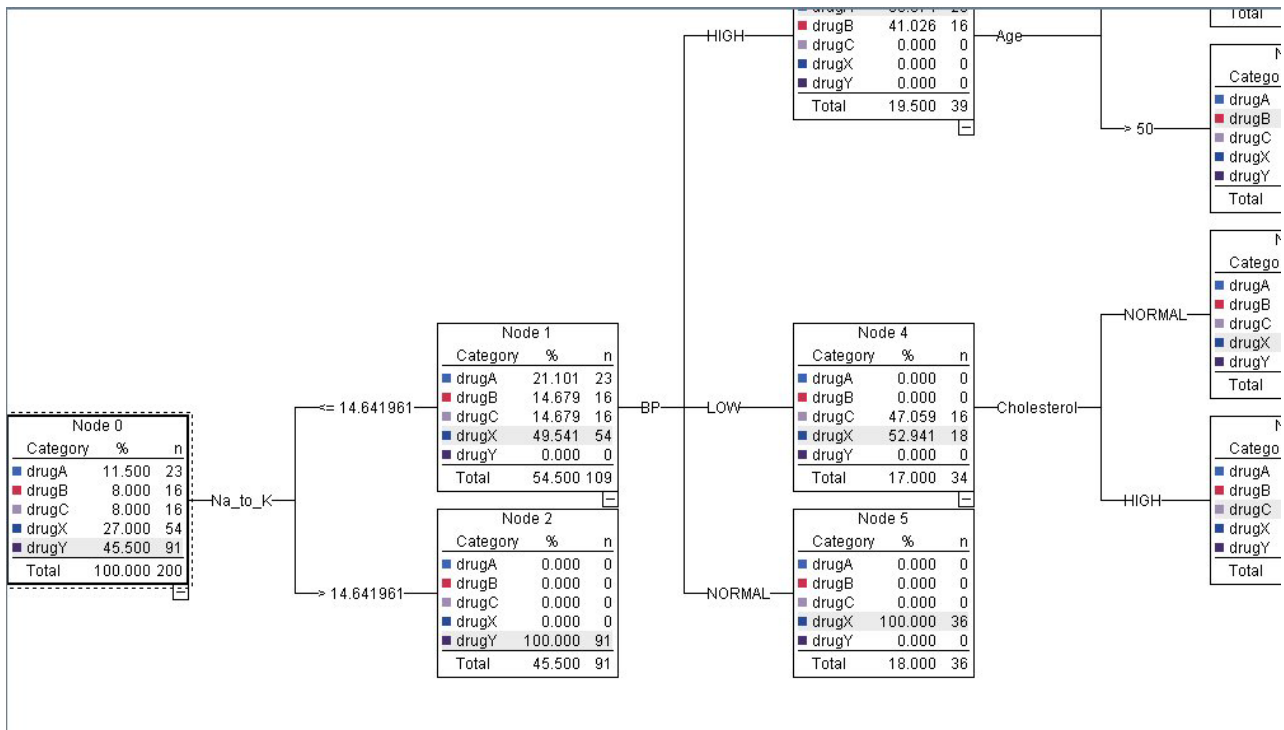 Node 0
Category % n
drugA 11.500 23
drugB 8.000 16
drugC 8.000 16
drugX 27.000 54
drugY 45.500 91
Total 100.000 200
Na_to_K
<= 14.641961
> 14.641961
Node 1
Category % n
drugA 21.101 23
drugB 14.679 16
drugC 14.679 16
drugX 49.541 54
drugY 0.000 0
Total 54.500 109
Node 2
Category % n
drugA 0.000 0
drugB 0.000 0
drugC 0.000 0
drugX 0.000 0
drugY 100.000 91
Total 45.500 91
BP
HIGH
LOW
NORMAL
drugB 41.026 16
drugC 0.000 0
drugX 0.000 0
drugY 0.000 0
Total 19.500 39
Node 4
Category % n
drugA 0.000 0
drugB 0.000 0
drugC 47.059 16
drugX 52.941 18
drugY 0.000 0
Total 17.000 34
Node 5
Category % n
drugA 0.000 0
drugB 0.000 0
drugC 0.000 0
drugX 100.000 36
drugY 0.000 0
Total 18.000 36
Age
> 50
Cholesterol
NORMAL
HIGH
Total
N
Catego
drugA
drugB
drugC
drugX
drugY
Total
N
Catego
drugA
drugB
drugC
drugX
drugY
Total
N
Catego
drugA
drugB
drugC
drugX
drugY
Total